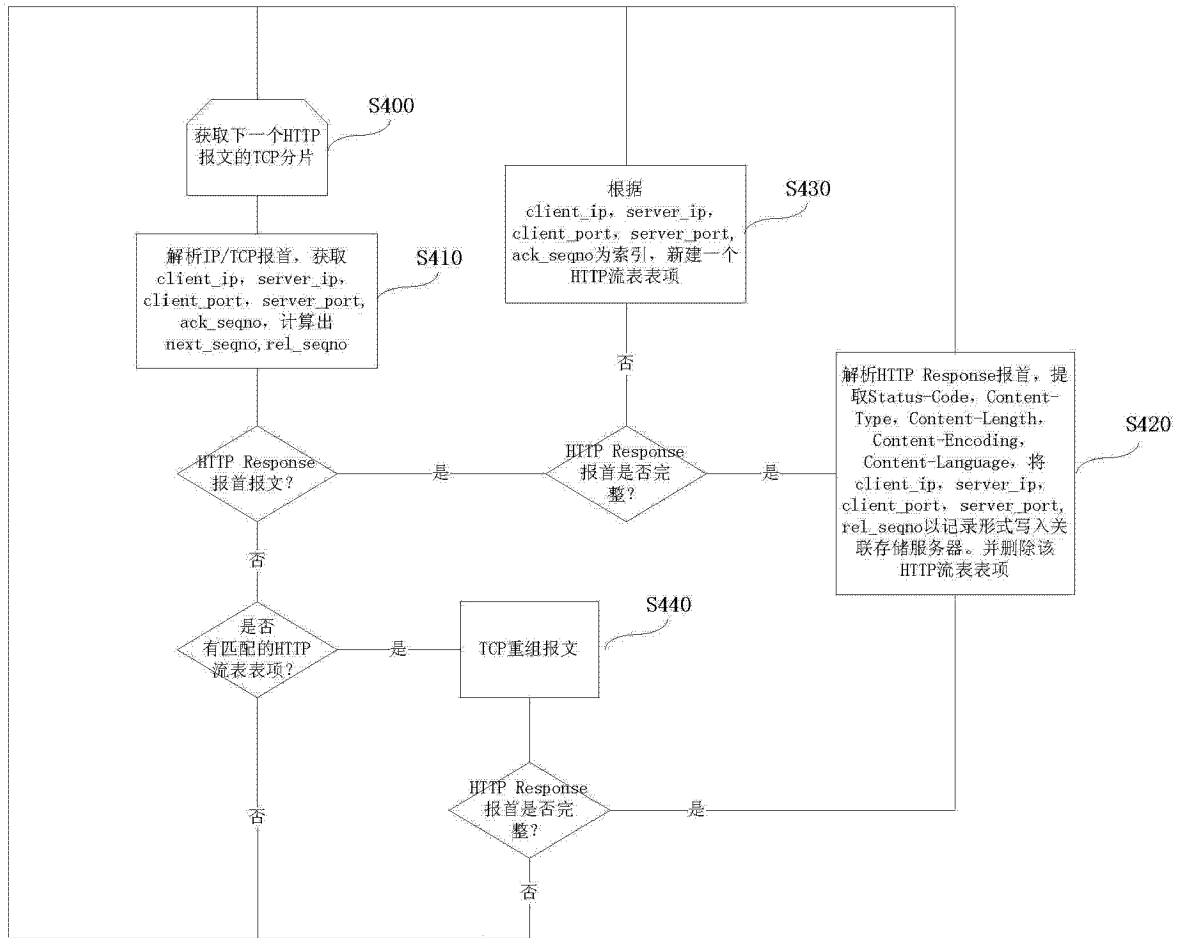 S400
获取下一个HTTP
报文的TCP分片
S410
解析IP/TCP报首，获取
client_ip，server_ip，
client_port，server_port,
ack_seqno，计算出
next_seqno,rel_seqno
S430
根据
client_ip，server_ip，
client_port，server_port,
ack_seqno为索引，新建一个
HTTP流表表项
否
S420
解析HTTP Response报首，提
取Status-Code，Content-
Type，Content-Length，
Content-Encoding，
Content-Language，将
client_ip，server_ip，
client_port，server_port,
rel_seqno以记录形式写入关
联存储服务器。并删除该
HTTP流表表项
HTTP Response
报首报文？
是
HTTP Response
报首是否完
整？
是
否
是否
有匹配的HTTP
流表表项？
是
S440
TCP重组报文
否
HTTP Response
报首是否完
整？
是
否